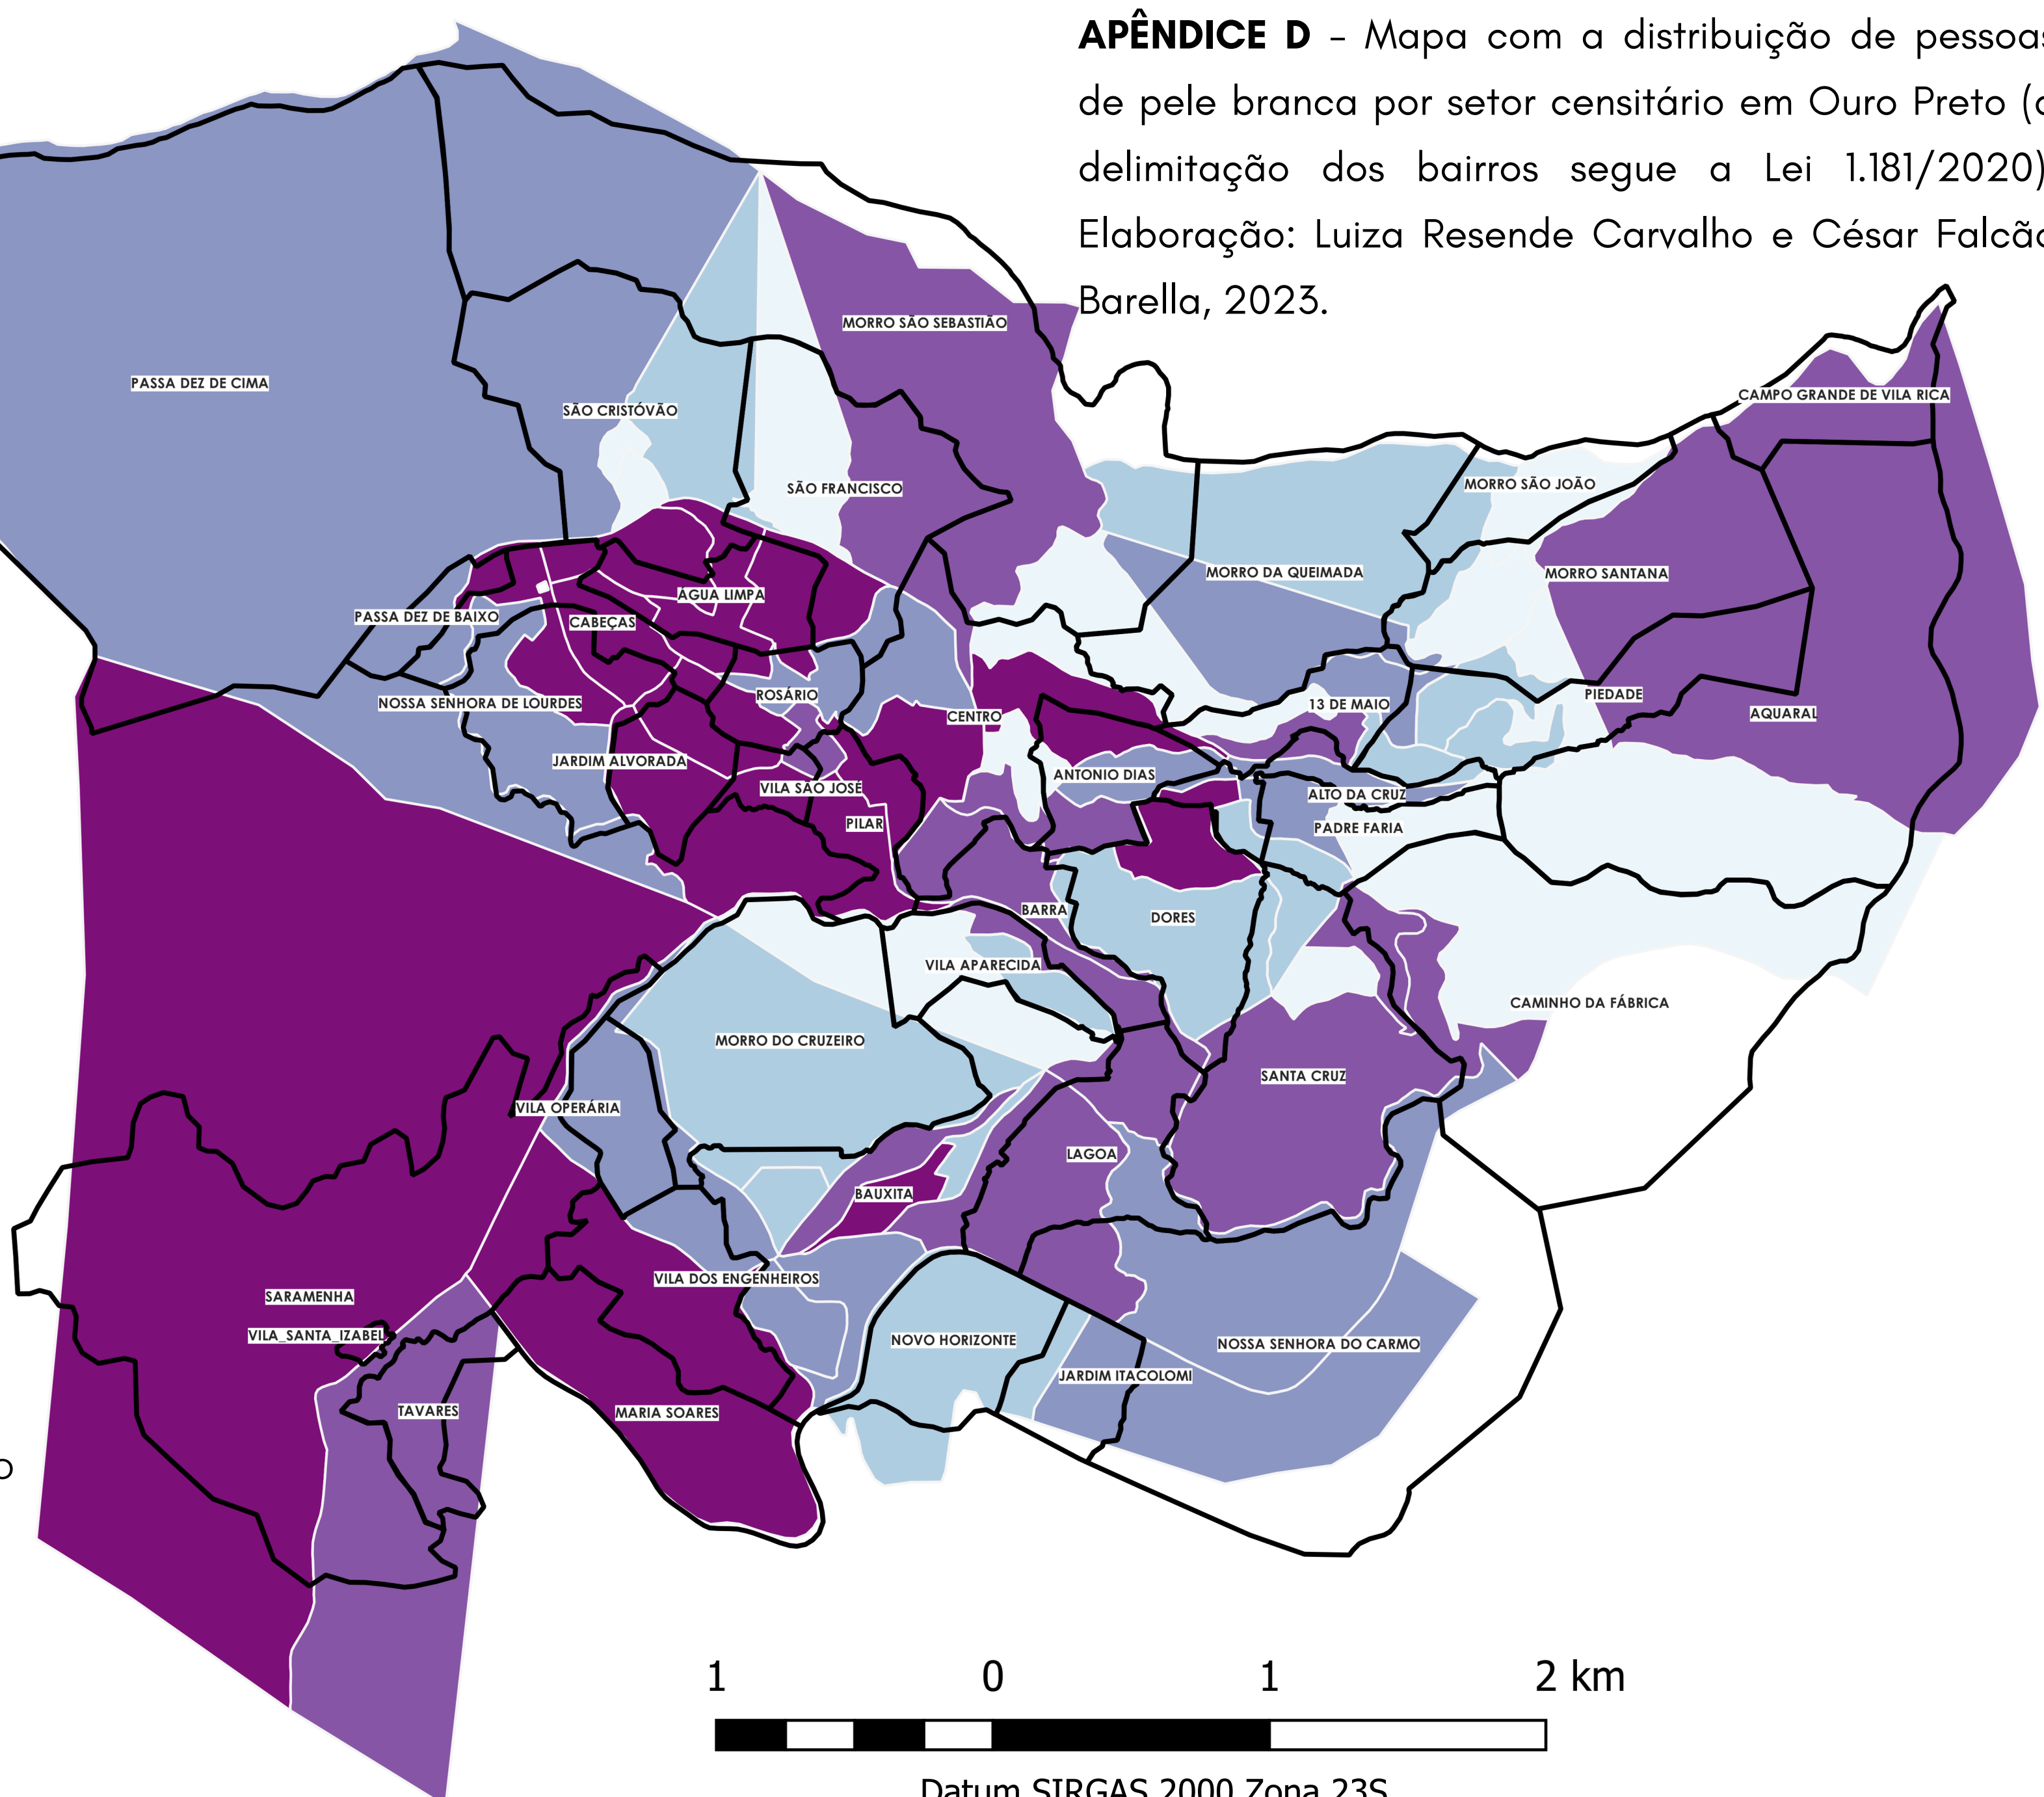 APÊNDICE D - Mapa com a distribuição de pessoas
de pele branca por setor censitário em Ouro Preto (a
delimitação dos bairros segue a Lei 1.181/2020)
Elaboração: Luiza Resende Carvalho e César Falcão
Barella, 2023.
MORRO SÃO SEBASTIÃO
PASSA DEZ DE CIMA
CAMPO GRANDE DE VILA RICA
SÃO CRISTÓVÃO
MORRO SÃO JOÃO
SÃO FRANCISCO
MORRO DA QUEIMADA
MORRO SANTANA
ÁGUA LIMPA
PASSA DEZ DE BAIXO
CABEÇAS
ROSÁRIO
PIEDADE
NOSSA SENHORA DE LOURDES
13 DE MAIO
CENTRO
AQUARAL
JARDIM ALVORADA
ANTONIO DIAS
VILA SÃO JOSÉ
ALTO DA CRUZ
PILAR
PADRE FARIA
BARRA
DORES
VILA APARECIDA
CAMINHO DA FÁBRICA
MORRO DO CRUZEIRO
SANTA CRUZ
VILA OPERÁRIA
LAGOA
BAUXITA
VILA DOS ENGENHEIROS
SARAMENHA
VILA_SANTA_IZABEL
NOVO HORIZONTE
NOSSA SENHORA DO CARMO
JARDIM ITACOLOMI
TAVARES
MARIA SOARES
o
1 0 1 2 km
Datum SIRGAS 2000 Zona 23S